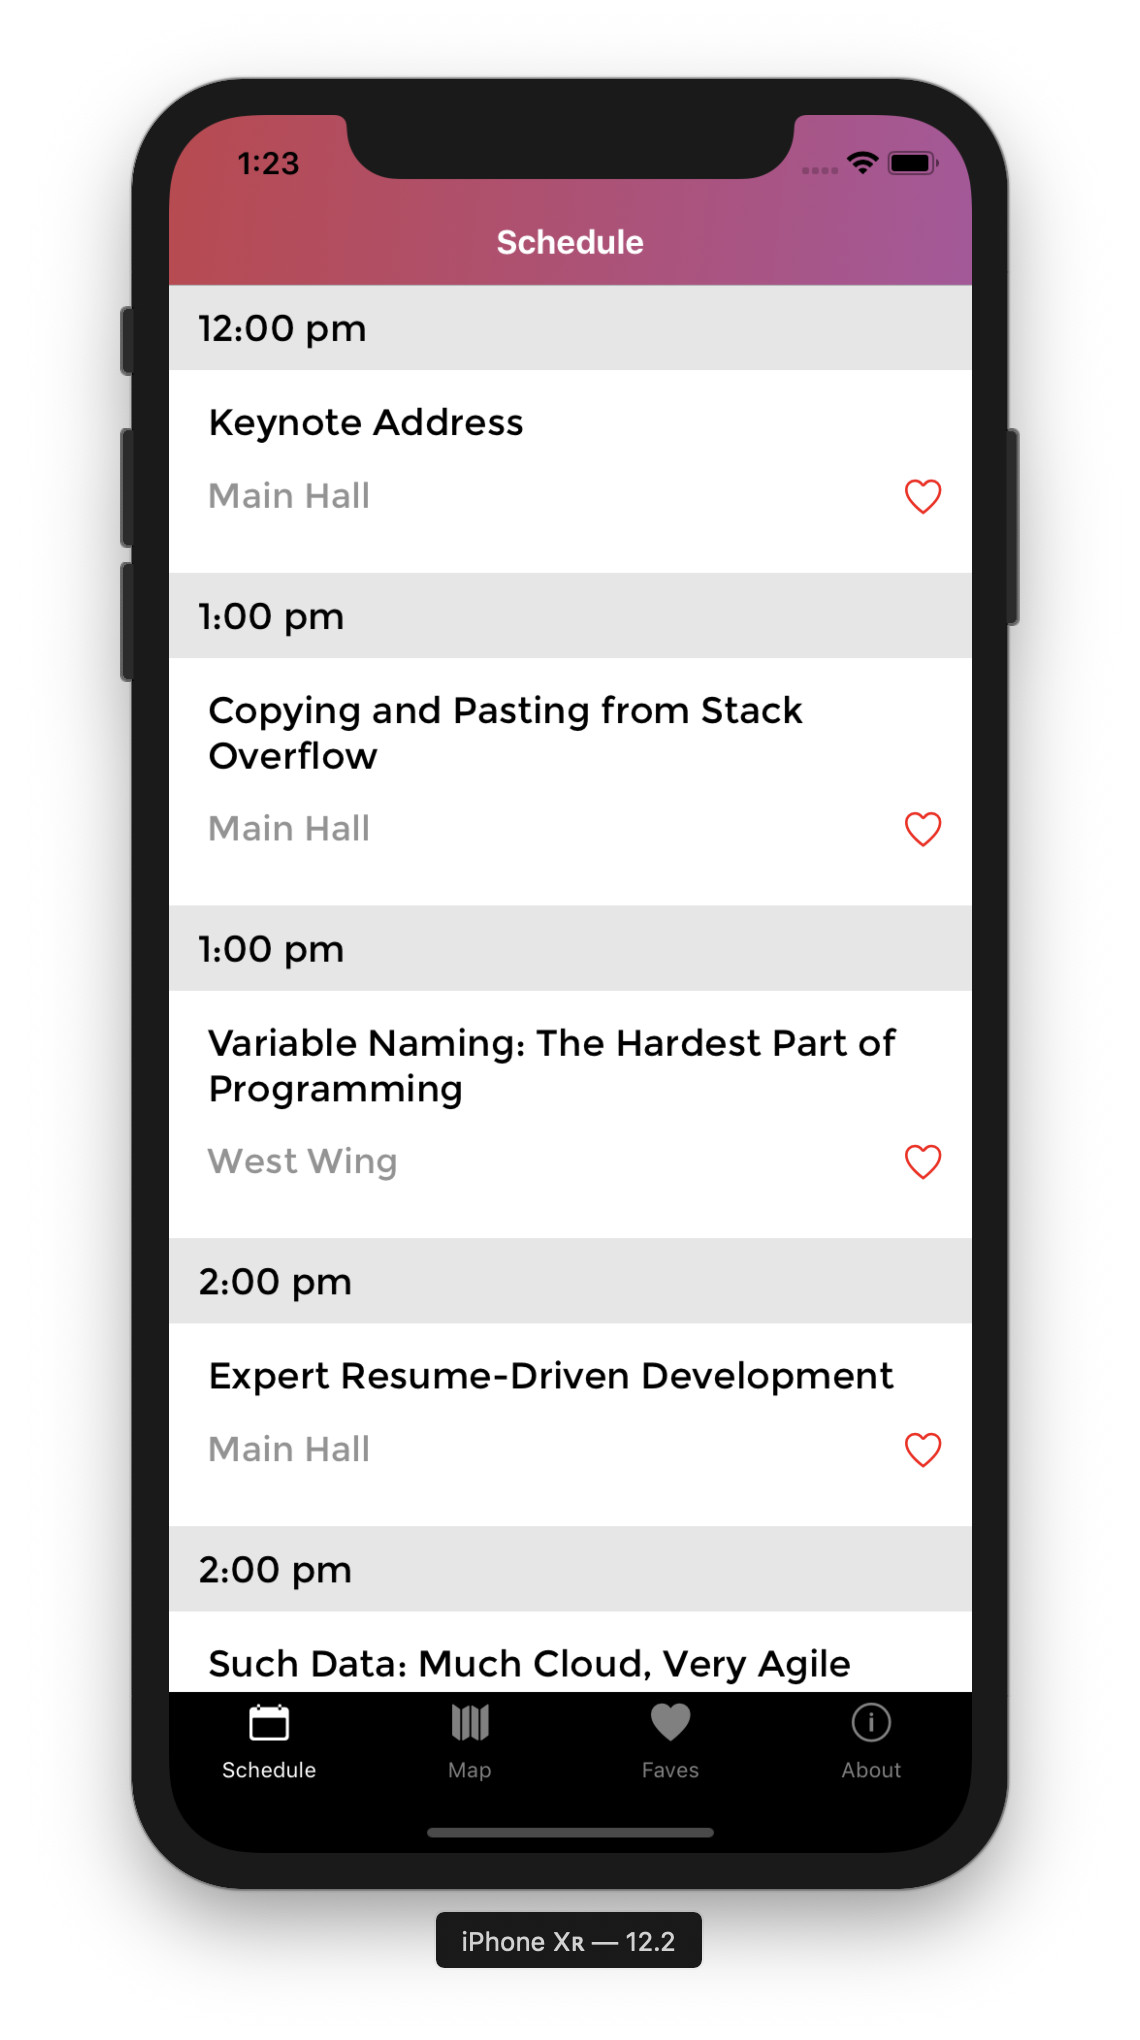 1:23
Schedule
12:00 pm
Keynote Address
Main Hall
1:00 pm
Copying and Pasting from Stack
Overflow
Main Hall
1:00 pm
Variable Naming: The Hardest Part of
Programming
West Wing
2:00 pm
Expert Resume-Driven Development
Main Hall
2:00 pm
Such Data: Much Cloud, Very Agile
Schedule
Map
Faves
About
iPhone Xʀ — 12.2